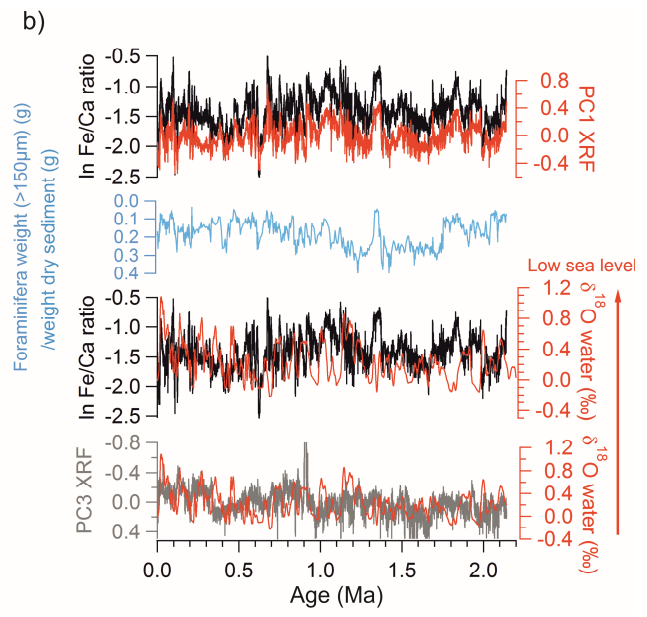 b)
Foraminifera weight (>150µm) (g)
/weight dry sediment (g)
ln Fe/Ca ratio
-0.5
-1.0
-1.5
-2.0
-2.5
0.8
0.4
0.0
-0.4
PC1 XRF
0.0
0.1
0.2
0.3
0.4
Low sea level
ln Fe/Ca ratio
-0.5
-1.0
-1.5
-2.0
-2.5
1.2
0.8
0.4
0.0
-0.4
δ18O water (‰)
PC3 XRF
-0.8
-0.4
0.0
0.4
1.2
0.8
0.4
0.0
-0.4
δ18O water (‰)
0.0 0.5 1.0 1.5 2.0
Age (Ma)